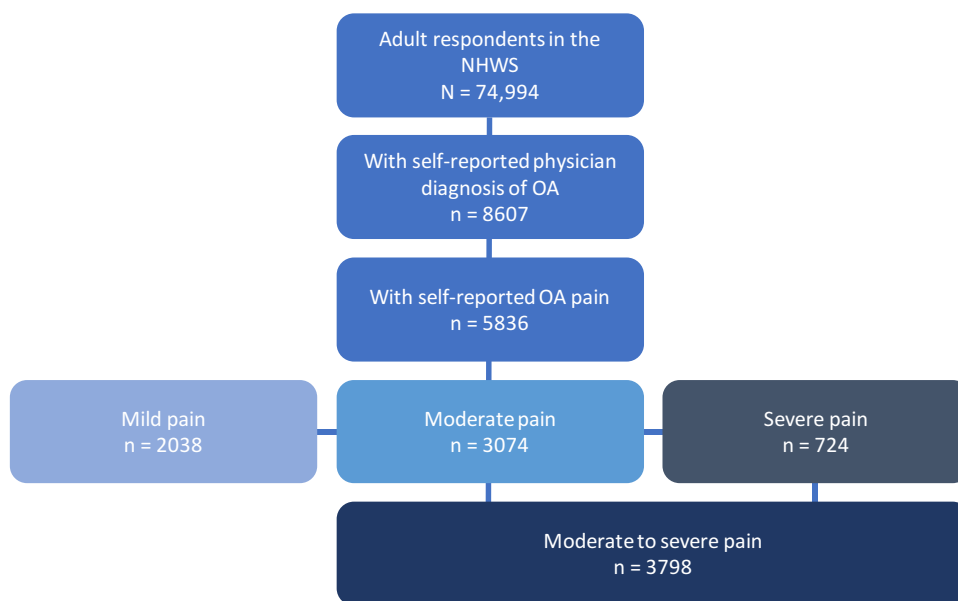 Adult respondents in the
NHWS
N = 74,994
With self-reported physician
diagnosis of OA
n = 8607
With self-reported OA pain
n = 5836
Mild pain
n = 2038
Moderate pain
n = 3074
Severe pain
n = 724
Moderate to severe pain
n = 3798